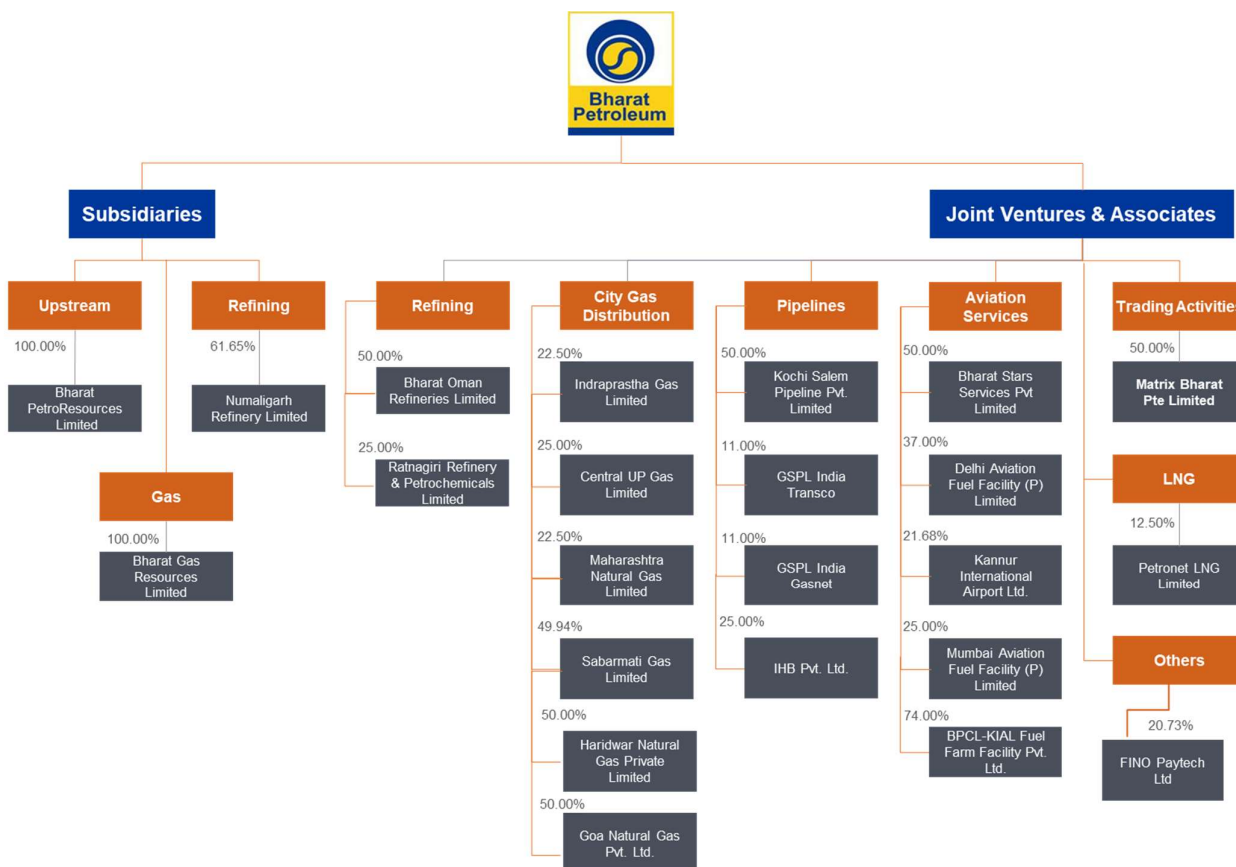 Bharat
Petroleum
Subsidiaries
Joint Ventures & Associates
Upstream
100.00%
Bharat
PetroResources
Limited
Gas
100.00%
Bharat Gas
Resources
Limited
Refining
61.65%
Numaligarh
Refinery Limited
Refining
50.00%
Bharat Oman
Refineries Limited
25.00%
Ratnagiri Refinery
& Petrochemicals
Limited
City Gas
Distribution
22.50%
Indraprastha Gas
Limited
25.00%
Central UP Gas
Limited
22.50%
Maharashtra
Natural Gas
Limited
49.94%
Sabarmati Gas
Limited
50.00%
Haridwar Natural
Gas Private
Limited
50.00%
Goa Natural Gas
Pvt. Ltd.
Pipelines
50.00%
Kochi Salem
Pipeline Pvt.
Limited
11.00%
GSPL India
Transco
11.00%
GSPL India
Gasnet
25.00%
IHB Pvt. Ltd.
Aviation
Services
50.00%
Bharat Stars
Services Pvt
Limited
37.00%
Delhi Aviation
Fuel Facility (P)
Limited
21.68%
Kannur
International
Airport Ltd.
25.00%
Mumbai Aviation
Fuel Facility (P)
Limited
74.00%
BPCL-KIAL Fuel
Farm Facility Pvt.
Ltd.
Trading Activities
50.00%
Matrix Bharat
Pte Limited
LNG
12.50%
Petronet LNG
Limited
Others
20.73%
FINO Paytech
Ltd